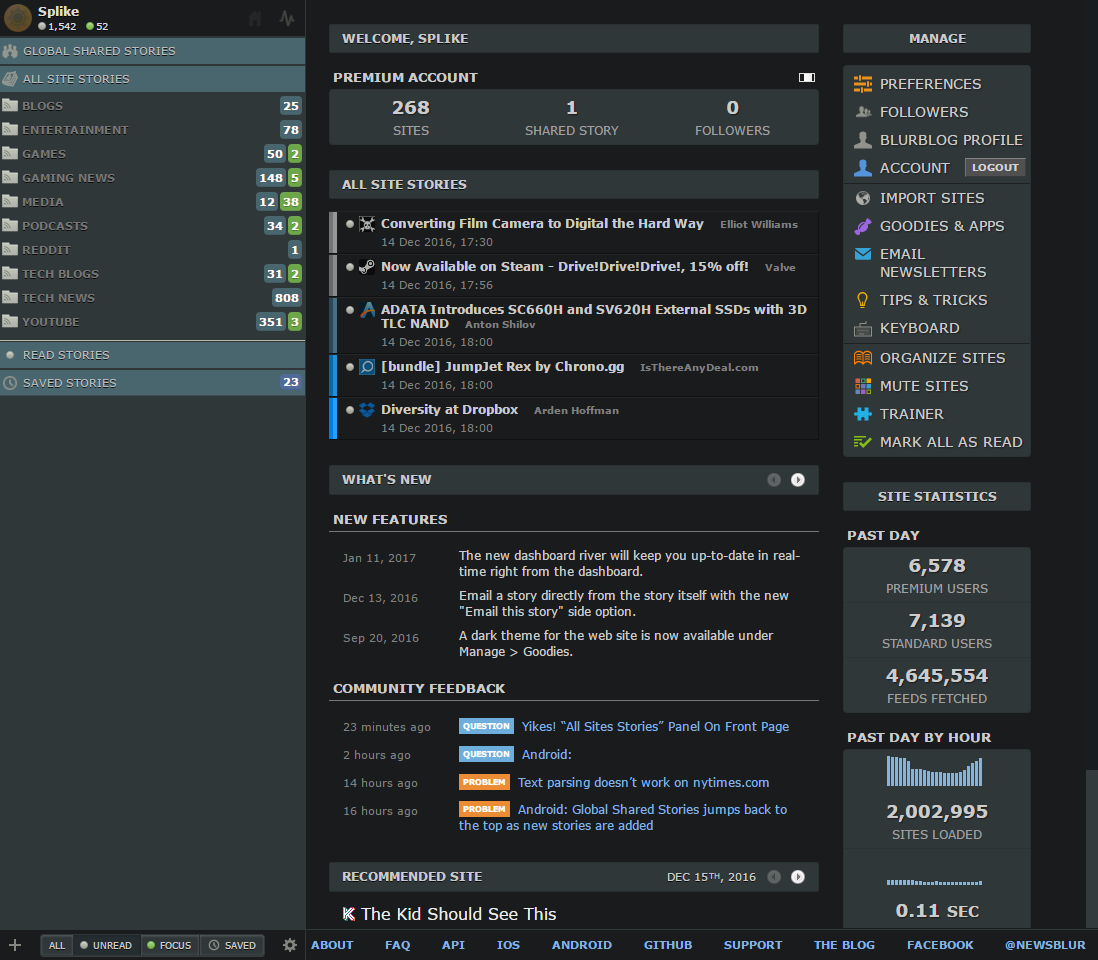 Splike
1,542 52
GLOBAL SHARED STORIES
ALL SITE STORIES
BLOGS 25
ENTERTAINMENT 78
GAMES 50 2
GAMING NEWS 148 5
MEDIA 12 38
PODCASTS 34 2
REDDIT 1
TECH BLOGS 31 2
TECH NEWS 808
YOUTUBE 351 3
READ STORIES
SAVED STORIES 23
ALL UNREAD FOCUS SAVED
WELCOME, SPLIKE
PREMIUM ACCOUNT
268 1 0
SITES SHARED STORY FOLLOWERS
ALL SITE STORIES
Converting Film Camera to Digital the Hard Way Elliot Williams
14 Dec 2016, 17:30
Now Available on Steam - Drive!Drive!Drive!, 15% off! Valve
14 Dec 2016, 17:56
ADATA Introduces SC660H and SV620H External SSDs with 3D
TLC NAND Anton Shilov
14 Dec 2016, 18:00
[bundle] JumpJet Rex by Chrono.gg IsThereAnyDeal.com
14 Dec 2016, 18:00
Diversity at Dropbox Arden Hoffman
14 Dec 2016, 18:00
WHAT'S NEW
NEW FEATURES
Jan 11, 2017 The new dashboard river will keep you up-to-date in real-
time right from the dashboard.
Dec 13, 2016 Email a story directly from the story itself with the new
"Email this story" side option.
Sep 20, 2016 A dark theme for the web site is now available under
Manage > Goodies.
COMMUNITY FEEDBACK
23 minutes ago QUESTION Yikes! “All Sites Stories” Panel On Front Page
2 hours ago QUESTION Android:
14 hours ago PROBLEM Text parsing doesn’t work on nytimes.com
16 hours ago PROBLEM Android: Global Shared Stories jumps back to
the top as new stories are added
RECOMMENDED SITE DEC 15TH, 2016
The Kid Should See This
MANAGE
PREFERENCES
FOLLOWERS
BLURBLOG PROFILE
ACCOUNT LOGOUT
IMPORT SITES
GOODIES & APPS
EMAIL
NEWSLETTERS
TIPS & TRICKS
KEYBOARD
ORGANIZE SITES
MUTE SITES
TRAINER
MARK ALL AS READ
SITE STATISTICS
PAST DAY
6,578
PREMIUM USERS
7,139
STANDARD USERS
4,645,554
FEEDS FETCHED
PAST DAY BY HOUR
2,002,995
SITES LOADED
0.11 SEC
ABOUT FAQ API IOS ANDROID GITHUB SUPPORT THE BLOG FACEBOOK @NEWSBLUR